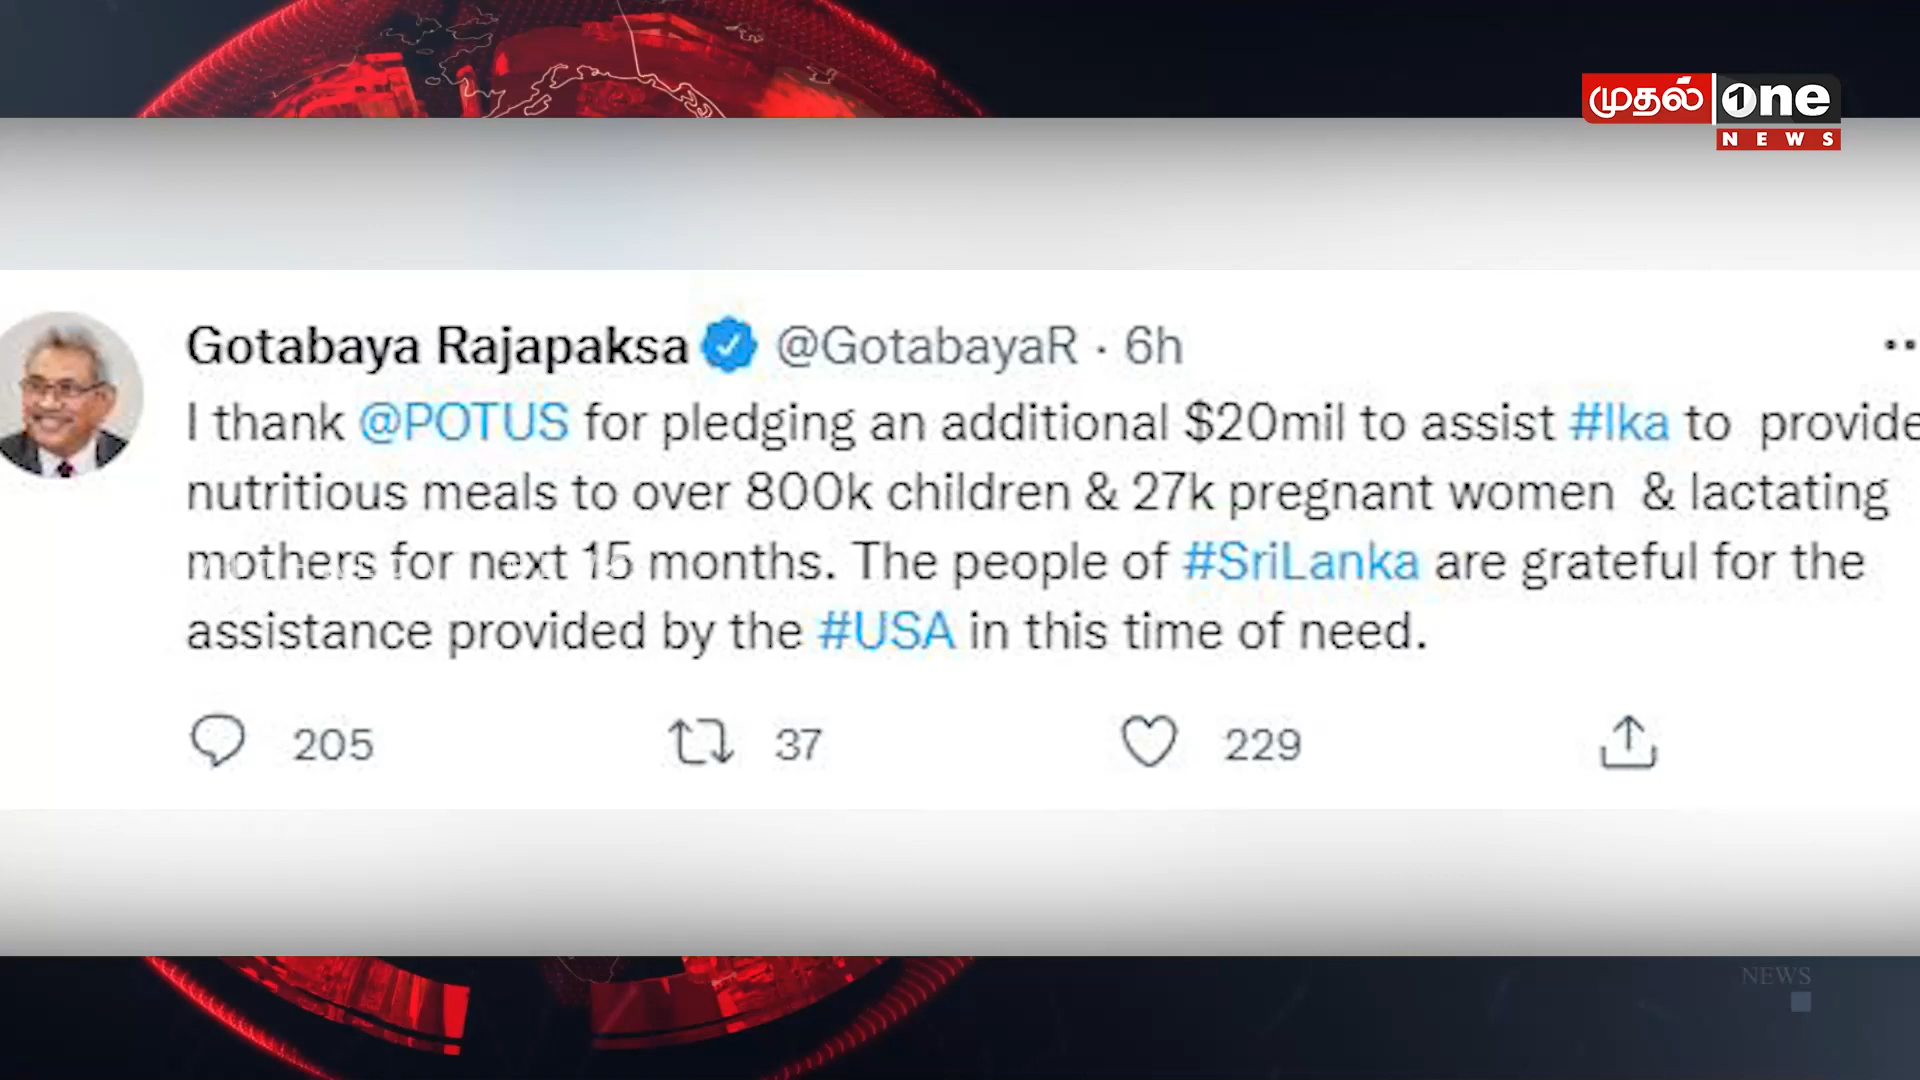 முதல் one
NEWS
Gotabaya Rajapaksa @GotabayaR · 6h
I thank @POTUS for pledging an additional $20mil to assist #lka to provide
nutritious meals to over 800k children & 27k pregnant women & lactating
mothers for next 15 months. The people of #SriLanka are grateful for the
assistance provided by the #USA in this time of need.
205 37 229
NEWS